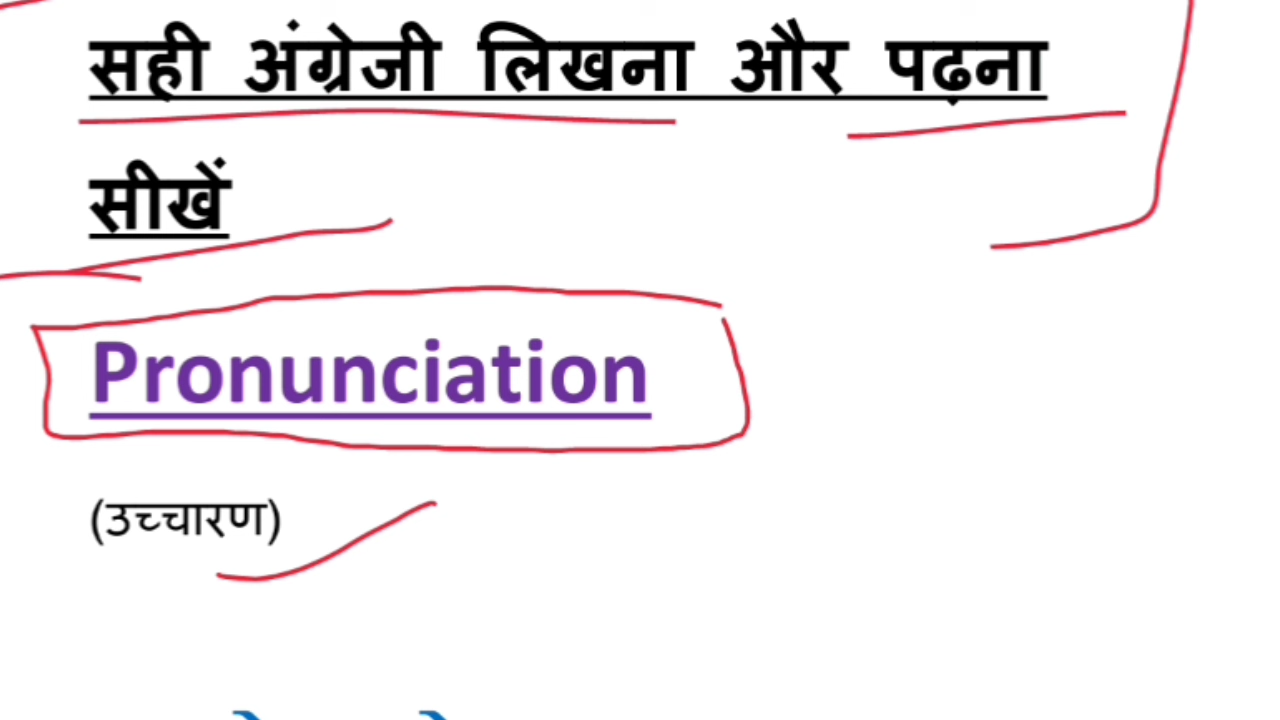 सही अंग्रेजी लिखना और पढ़ना
सीखें
Pronunciation
(उच्चारण)